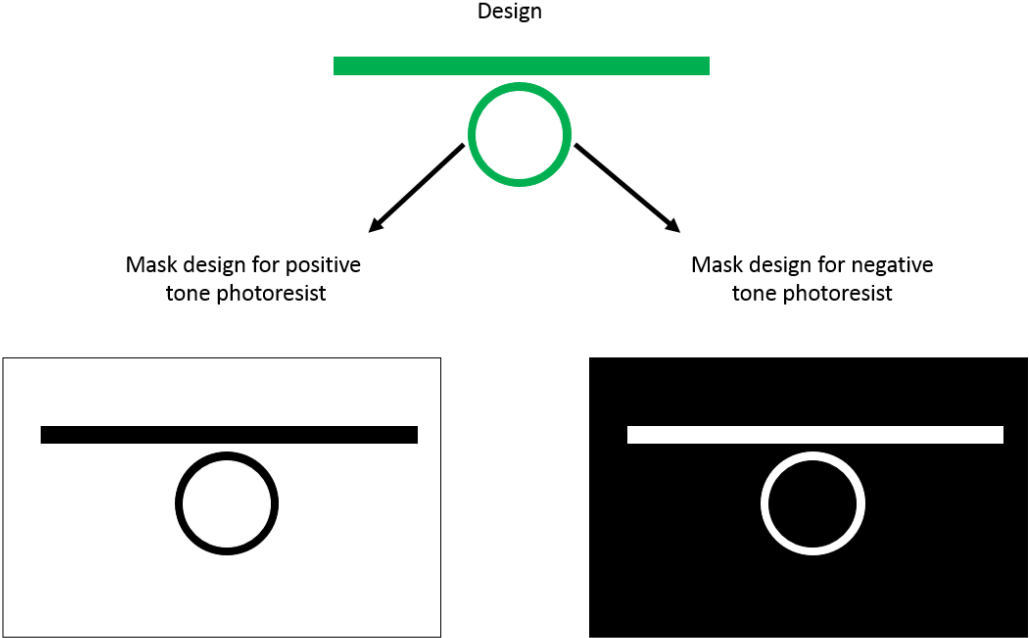 Design
Mask design for positive
tone photoresist
Mask design for negative
tone photoresist